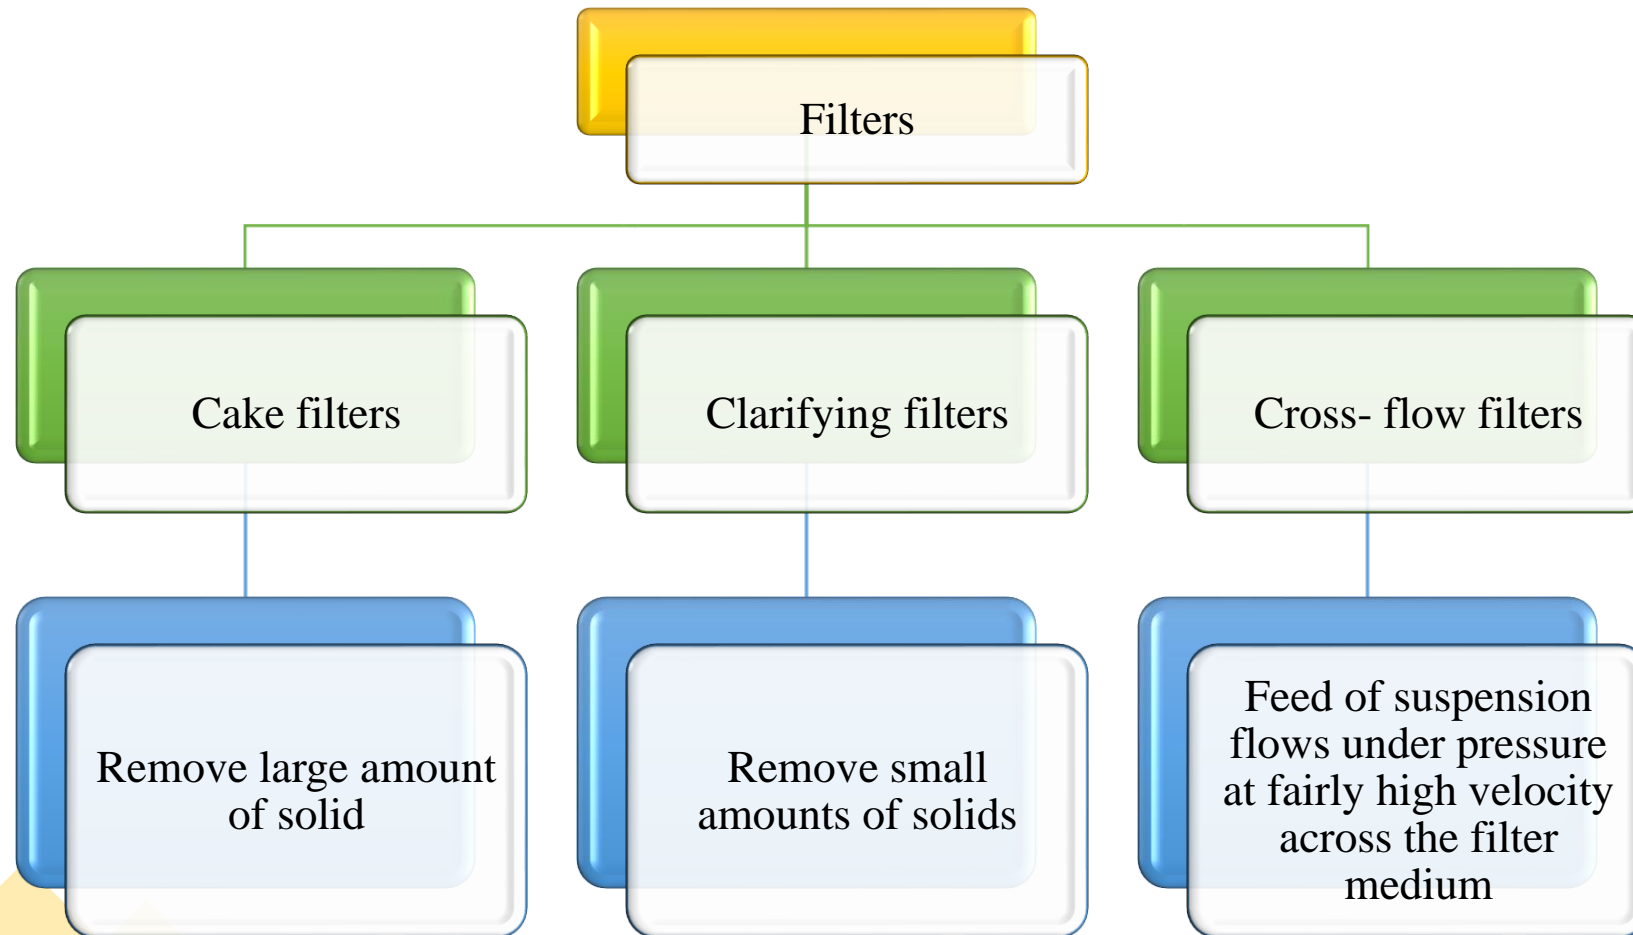 Filters
Cake filters
Clarifying filters
Cross- flow filters
Remove large amount
of solid
Remove small
amounts of solids
Feed of suspension
flows under pressure
at fairly high velocity
across the filter
medium